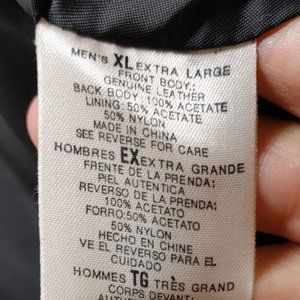 MEN'S XL EXTRA LARGE
FRONT BODY:
GENUINE LEATHER
BACK BODY: 100% ACETATE
LINING: 50% ACETATE
50% NYLON
MADE IN CHINA
SEE REVERSE FOR CARE
HOMBRES EX EXTRA GRANDE
FRENTE DE LA PRENDA:
PIEL AUTENTICA
REVERSO DE LA PRENDA:
100% ACETATO
FORRO: 50% ACETATO
50% NYLON
HECHO EN CHINE
VE EL REVERSO PARA EL
CUIDADO
HOMMES TG TRÈS GRAND
CORPS DEVANT: